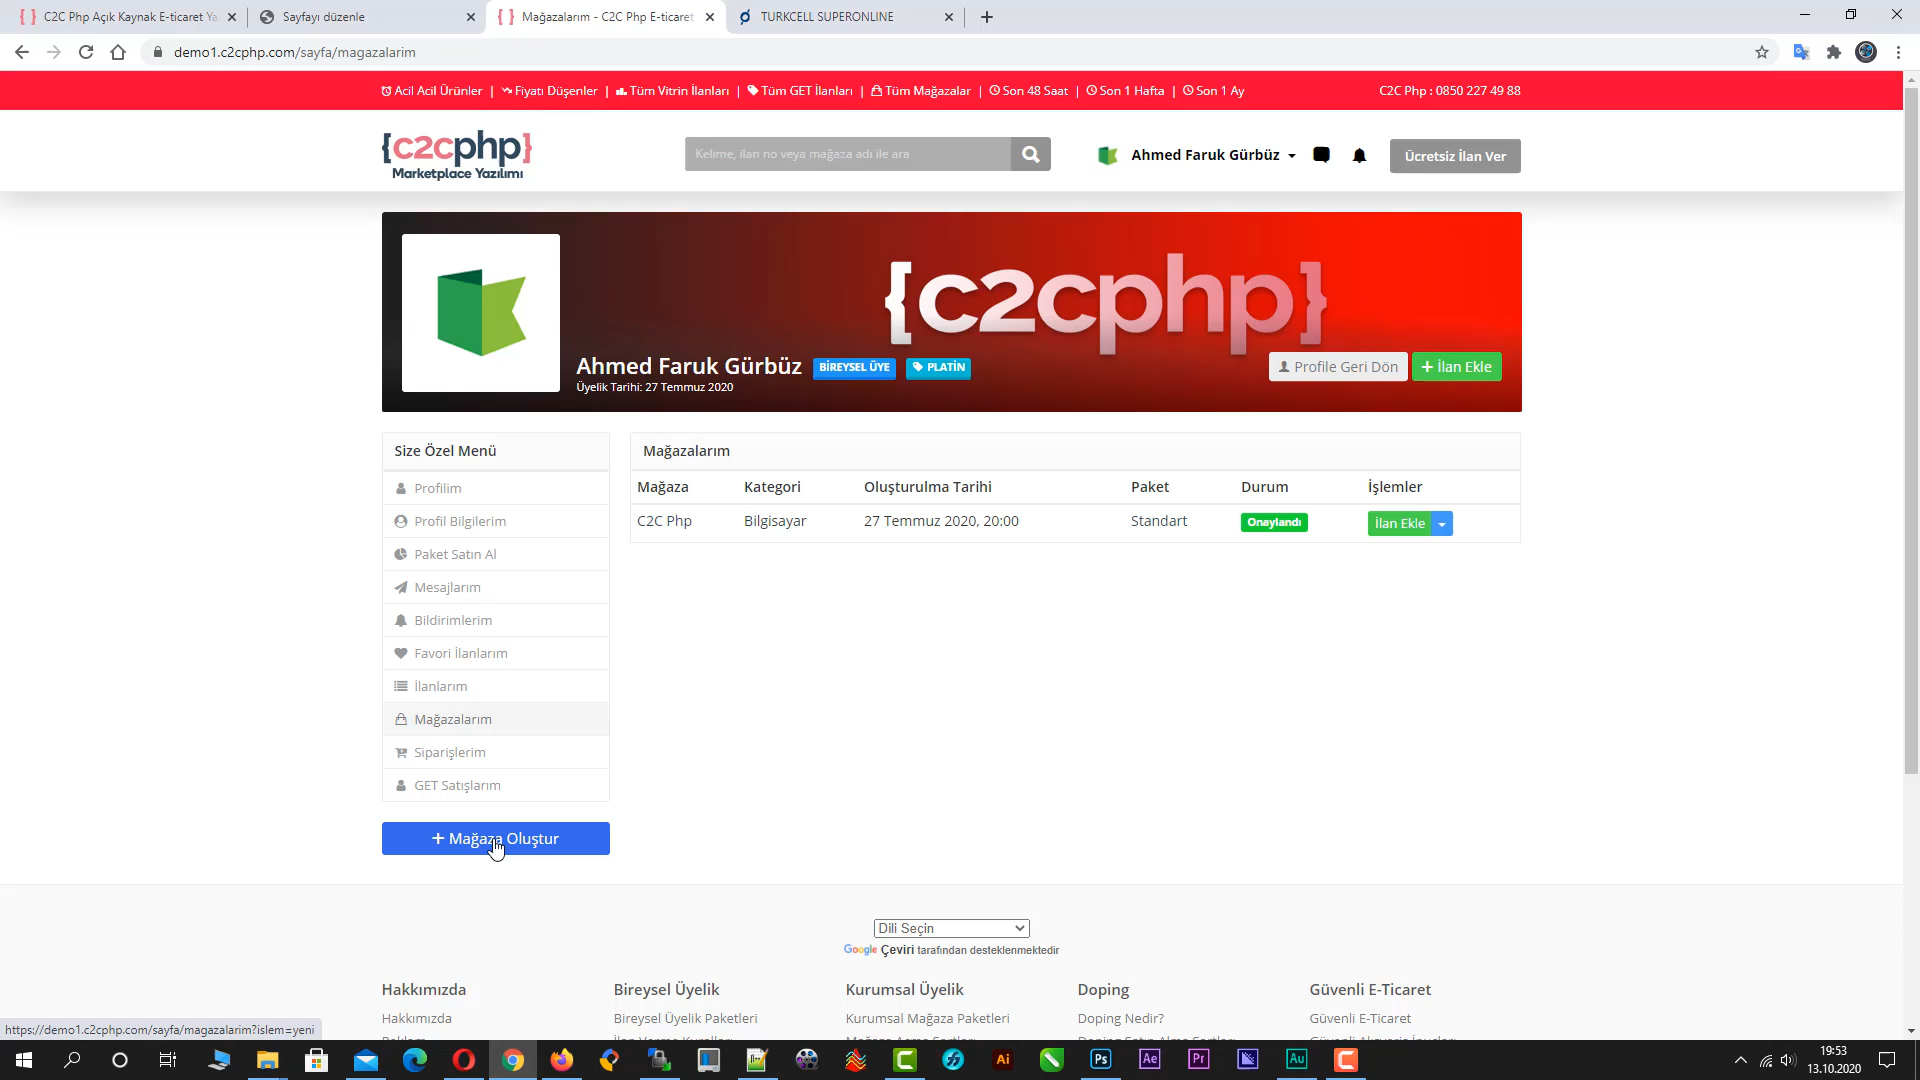 C2C Php Açık Kaynak E-ticaret Ya
Sayfayı düzenle
Mağazalarım - C2C Php E-ticaret
TURKCELL SUPERONLINE
demo1.c2cphp.com/sayfa/magazalarim
Acil Acil Ürünler | Fiyatı Düşenler | Tüm Vitrin İlanları | Tüm GET İlanları | Tüm Mağazalar | Son 48 Saat | Son 1 Hafta | Son 1 Ay
C2C Php : 0850 227 49 88
{c2cphp}
Marketplace Yazılımı
Kelime, ilan no veya mağaza adı ile ara
Ahmed Faruk Gürbüz
Ücretsiz İlan Ver
{c2cphp}
Ahmed Faruk Gürbüz BİREYSEL ÜYE PLATİN
Üyelik Tarihi: 27 Temmuz 2020
Profile Geri Dön
+ İlan Ekle
Size Özel Menü
Profilim
Profil Bilgilerim
Paket Satın Al
Mesajlarım
Bildirimlerim
Favori İlanlarım
İlanlarım
Mağazalarım
Siparişlerim
GET Satışlarım
+ Mağaza Oluştur
Mağazalarım
Mağaza Kategori Oluşturulma Tarihi Paket Durum İşlemler
C2C Php Bilgisayar 27 Temmuz 2020, 20:00 Standart Onaylandı İlan Ekle
Dili Seçin
Google Çeviri tarafından desteklenmektedir
Hakkımızda
Hakkımızda
Bireysel Üyelik
Bireysel Üyelik Paketleri
Kurumsal Üyelik
Kurumsal Mağaza Paketleri
Doping
Doping Nedir?
Güvenli E-Ticaret
Güvenli E-Ticaret
https://demo1.c2cphp.com/sayfa/magazalarim?islem=yeni
Ai
Ps
Ae
Pr
Au
19:53
13.10.2020